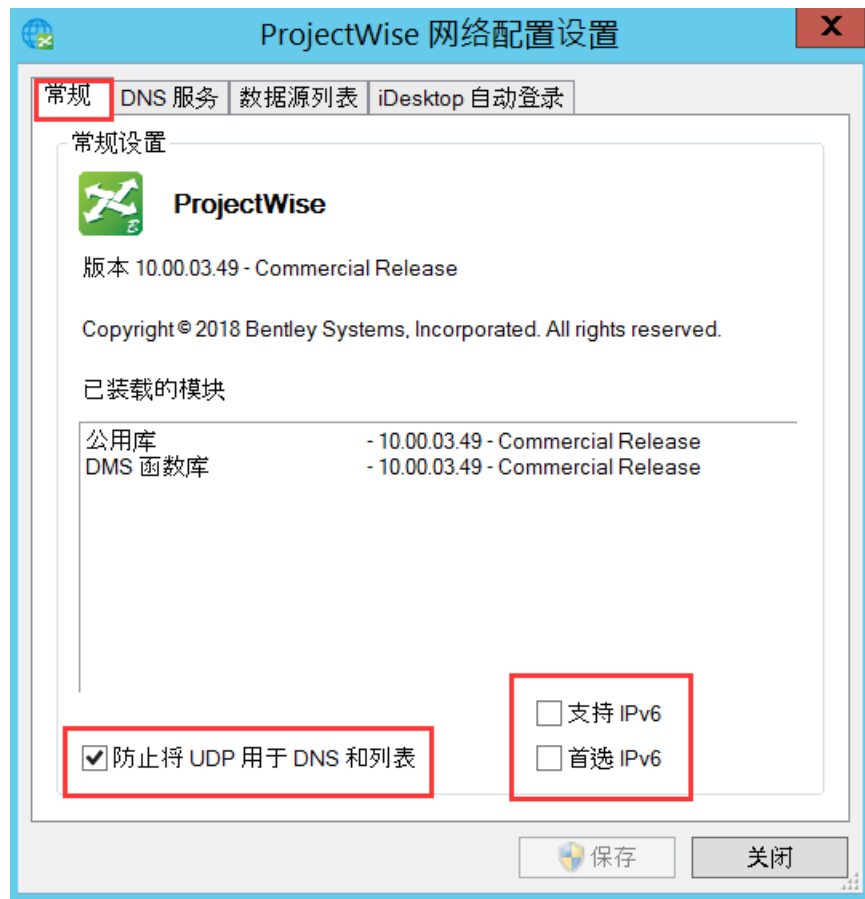 ProjectWise 网络配置设置
X
常规 DNS 服务 数据源列表 iDesktop 自动登录
常规设置
ProjectWise
B
版本 10.00.03.49 - Commercial Release
Copyright © 2018 Bentley Systems, Incorporated. All rights reserved.
已装载的模块
公用库 - 10.00.03.49 - Commercial Release
DMS 函数库 - 10.00.03.49 - Commercial Release
支持 IPv6
防止将 UDP 用于 DNS 和列表 首选 IPv6
保存 关闭